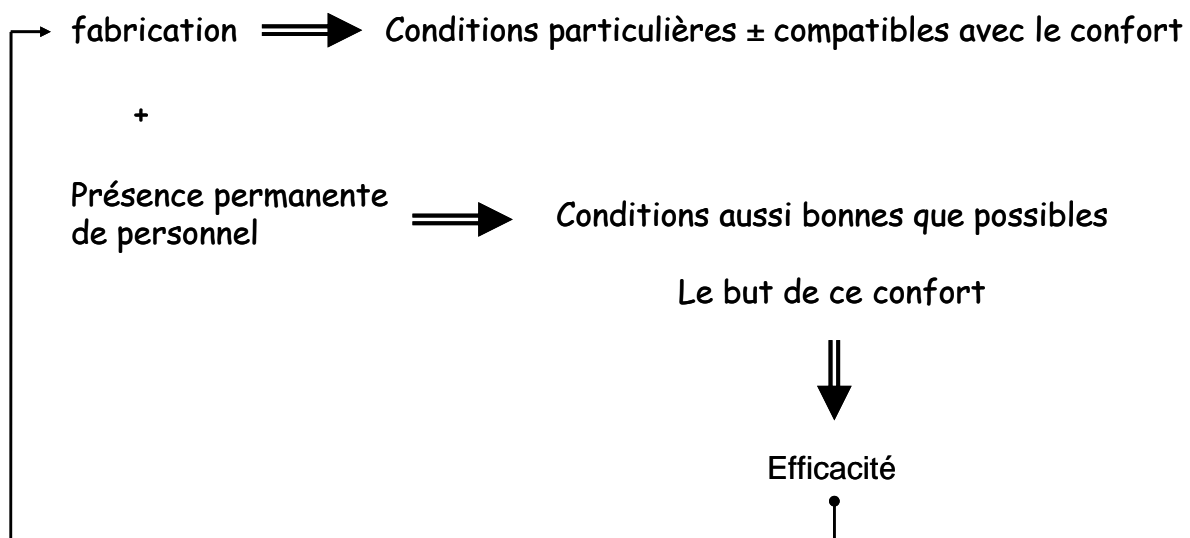 fabrication
Conditions particulières ± compatibles avec le confort
+
Présence permanente
de personnel
Conditions aussi bonnes que possibles
Le but de ce confort
Efficacité